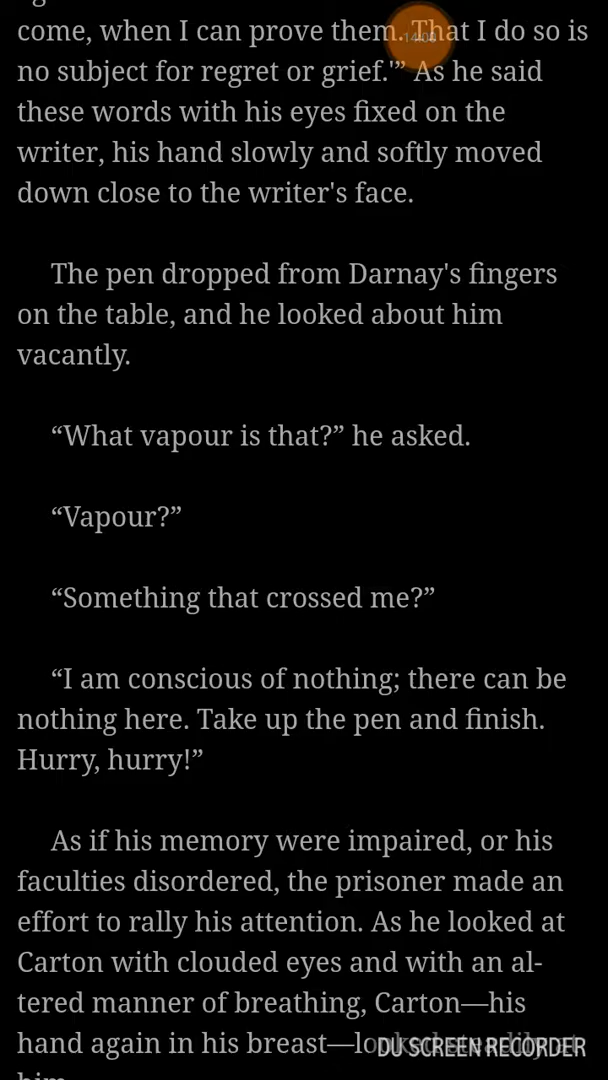 come, when I can prove them. That I do so is
no subject for regret or grief.'” As he said
these words with his eyes fixed on the
writer, his hand slowly and softly moved
down close to the writer's face.
The pen dropped from Darnay's fingers
on the table, and he looked about him
vacantly.
“What vapour is that?” he asked.
“Vapour?”
“Something that crossed me?”
“I am conscious of nothing; there can be
nothing here. Take up the pen and finish.
Hurry, hurry!”
As if his memory were impaired, or his
faculties disordered, the prisoner made an
effort to rally his attention. As he looked at
Carton with clouded eyes and with an al-
tered manner of breathing, Carton—his
hand again in his breast—looked steadily at
DU SCREEN RECORDER